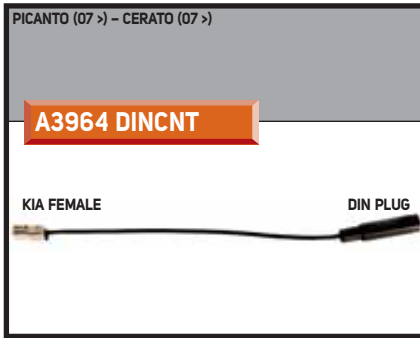 PICANTO (07 >) – CERATO (07 >)
A3964 DINCNT
KIA FEMALE DIN PLUG